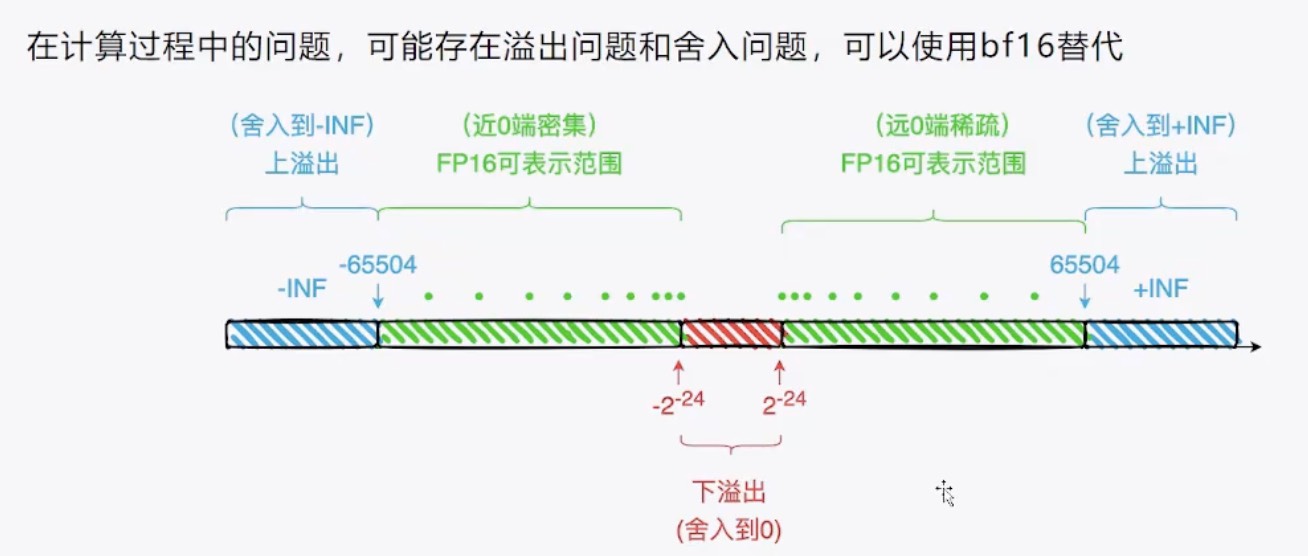 在计算过程中的问题，可能存在溢出问题和舍入问题，可以使用bf16替代
(舍入到-INF)
上溢出
(近0端密集)
FP16可表示范围
(远0端稀疏)
FP16可表示范围
(舍入到+INF)
上溢出
-INF
-65504
65504
+INF
-2⁻²⁴
2⁻²⁴
下溢出
(舍入到0)